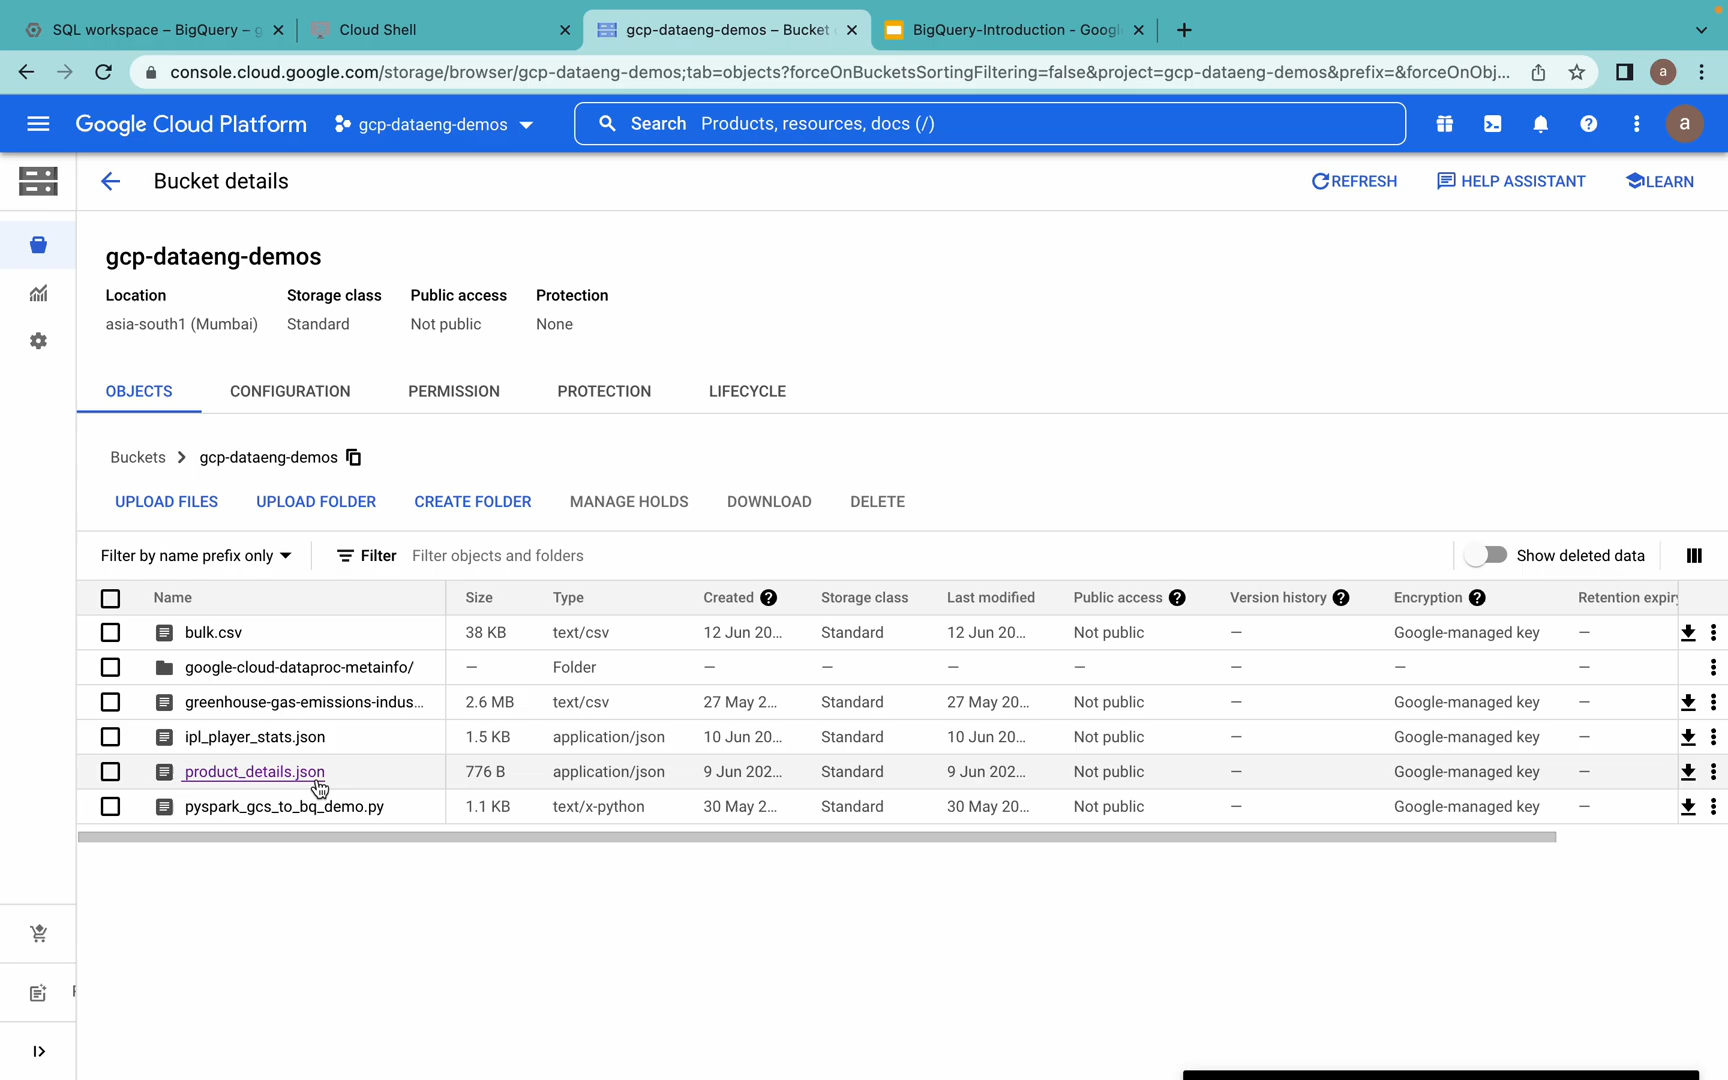 SQL workspace – BigQuery – g
Cloud Shell
gcp-dataeng-demos – Bucket
BigQuery-Introduction - Googl
console.cloud.google.com/storage/browser/gcp-dataeng-demos;tab=objects?forceOnBucketsSortingFiltering=false&project=gcp-dataeng-demos&prefix=&forceOnObj...
a
Google Cloud Platform
gcp-dataeng-demos
Search Products, resources, docs (/)
a
Bucket details
REFRESH
HELP ASSISTANT
LEARN
gcp-dataeng-demos
Location Storage class Public access Protection
asia-south1 (Mumbai) Standard Not public None
OBJECTS CONFIGURATION PERMISSION PROTECTION LIFECYCLE
Buckets > gcp-dataeng-demos
UPLOAD FILES UPLOAD FOLDER CREATE FOLDER MANAGE HOLDS DOWNLOAD DELETE
Filter by name prefix only Filter Filter objects and folders Show deleted data
Name Size Type Created Storage class Last modified Public access Version history Encryption Retention expiry
bulk.csv 38 KB text/csv 12 Jun 20... Standard 12 Jun 20... Not public — Google-managed key —
google-cloud-dataproc-metainfo/ — Folder — — — — — — —
greenhouse-gas-emissions-indus... 2.6 MB text/csv 27 May 2... Standard 27 May 20... Not public — Google-managed key —
ipl_player_stats.json 1.5 KB application/json 10 Jun 20... Standard 10 Jun 20... Not public — Google-managed key —
product_details.json 776 B application/json 9 Jun 202... Standard 9 Jun 202... Not public — Google-managed key —
pyspark_gcs_to_bq_demo.py 1.1 KB text/x-python 30 May 2... Standard 30 May 20... Not public — Google-managed key —